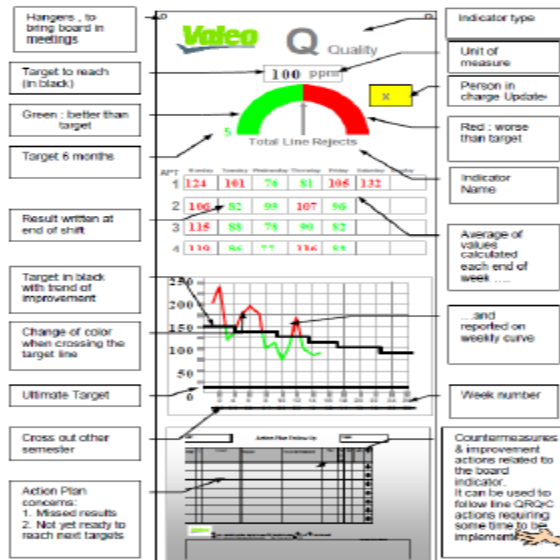 Hangers , to
bring board in
meetings
Target to reach
(in black)
Green : better than
target
Target 6 months
Result written at
end of shift
Target in black
with trend of
improvement
Change of color
when crossing the
target line
Ultimate Target
Cross out other
semester
Action Plan
concerns:
1. Missed results
2. Not yet ready to
reach next targets
Valeo
Q Quality
100 ppm
x
5
Total Line Rejects
APT Monday Tuesday Wednesday Thursday Friday Saturday
1 124 101 76 81 105 132
2 106 82 99 107 96
3 115 88 78 90 82
4 119 86 77 116 83
250
200
150
100
50
0
Action Plan Follow Up
Valeo
Indicator type
Unit of
measure
Person in
charge Update
Red : worse
than target
Indicator
Name
Average of
values
calculated
each end of
week ....
...and
reported on
weekly curve
Week number
Countermeasures
& improvement
actions related to
the board
indicator.
It can be used to
follow line QRQC
actions requiring
some time to be